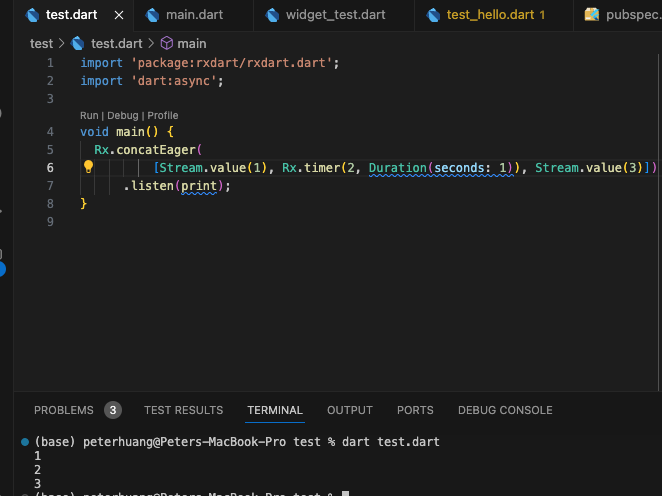 test.dart
main.dart
widget_test.dart
test_hello.dart 1
pubspec.
test > test.dart > main
1 import 'package:rxdart/rxdart.dart';
2 import 'dart:async';
3
Run | Debug | Profile
4 void main() {
5 Rx.concatEager(
6 [Stream.value(1), Rx.timer(2, Duration(seconds: 1)), Stream.value(3)])
7 .listen(print);
8 }
9
PROBLEMS 3 TEST RESULTS TERMINAL OUTPUT PORTS DEBUG CONSOLE
(base) peterhuang@Peters-MacBook-Pro test % dart test.dart
1
2
3
(base) peterhuang@Peters-MacBook-Pro test %